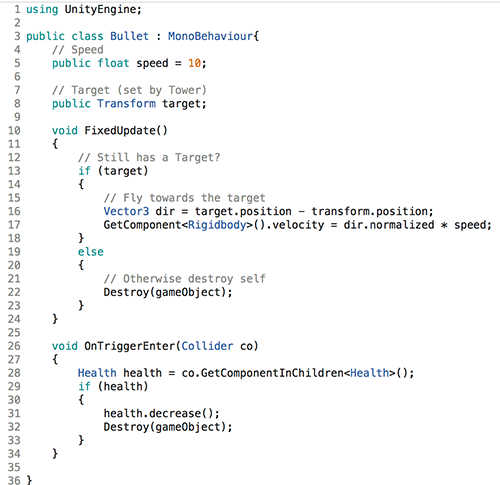 1 using UnityEngine;
2
3 public class Bullet : MonoBehaviour{
4     // Speed
5     public float speed = 10;
6
7     // Target (set by Tower)
8     public Transform target;
9
10     void FixedUpdate()
11     {
12         // Still has a Target?
13         if (target)
14         {
15             // Fly towards the target
16             Vector3 dir = target.position - transform.position;
17             GetComponent<Rigidbody>().velocity = dir.normalized * speed;
18         }
19         else
20         {
21             // Otherwise destroy self
22             Destroy(gameObject);
23         }
24     }
25
26     void OnTriggerEnter(Collider co)
27     {
28         Health health = co.GetComponentInChildren<Health>();
29         if (health)
30         {
31             health.decrease();
32             Destroy(gameObject);
33         }
34     }
35
36 }